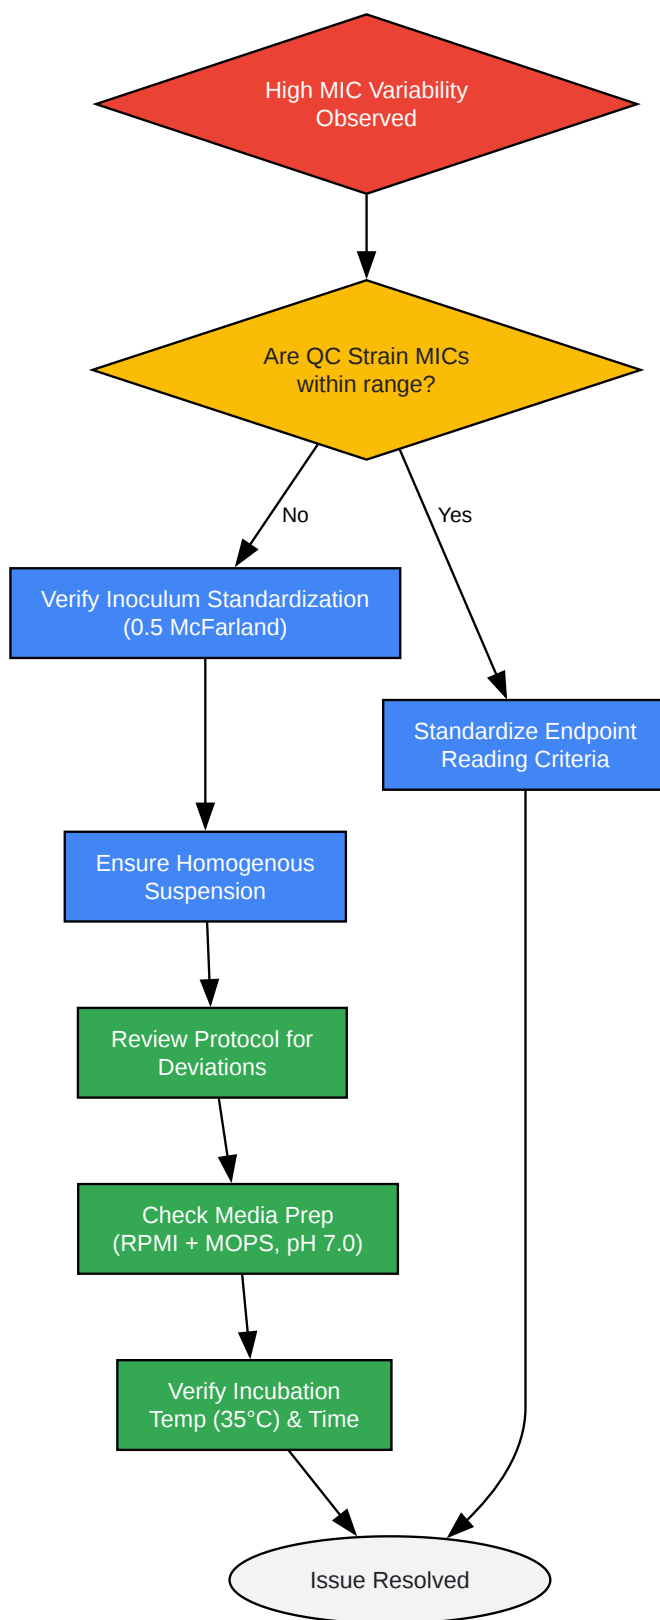 High MIC Variability
Observed
Are QC Strain MICs
within range?
No
Yes
Verify Inoculum Standardization
(0.5 McFarland)
Standardize Endpoint
Reading Criteria
Ensure Homogenous
Suspension
Review Protocol for
Deviations
Check Media Prep
(RPMI + MOPS, pH 7.0)
Verify Incubation
Temp (35°C) & Time
Issue Resolved